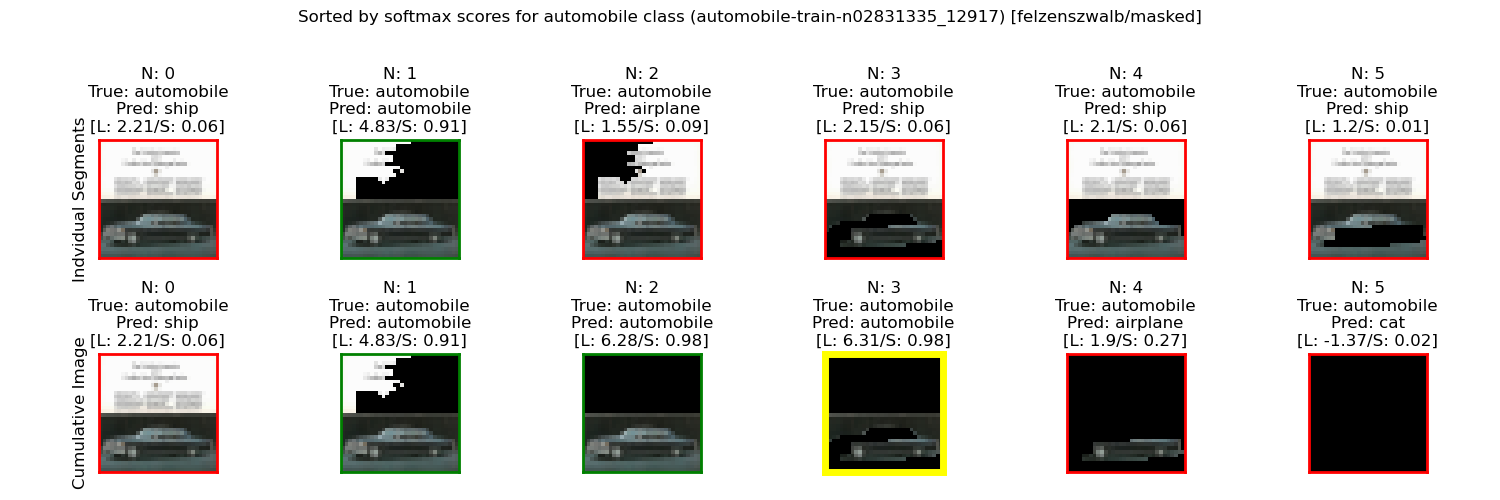 Sorted by softmax scores for automobile class (automobile-train-n02831335_12917) [felzenszwalb/masked]
Indvidual Segments
N: 0
True: automobile
Pred: ship
[L: 2.21/S: 0.06]
N: 1
True: automobile
Pred: automobile
[L: 4.83/S: 0.91]
N: 2
True: automobile
Pred: airplane
[L: 1.55/S: 0.09]
N: 3
True: automobile
Pred: ship
[L: 2.15/S: 0.06]
N: 4
True: automobile
Pred: ship
[L: 2.1/S: 0.06]
N: 5
True: automobile
Pred: ship
[L: 1.2/S: 0.01]
Cumulative Image
N: 0
True: automobile
Pred: ship
[L: 2.21/S: 0.06]
N: 1
True: automobile
Pred: automobile
[L: 4.83/S: 0.91]
N: 2
True: automobile
Pred: automobile
[L: 6.28/S: 0.98]
N: 3
True: automobile
Pred: automobile
[L: 6.31/S: 0.98]
N: 4
True: automobile
Pred: airplane
[L: 1.9/S: 0.27]
N: 5
True: automobile
Pred: cat
[L: -1.37/S: 0.02]